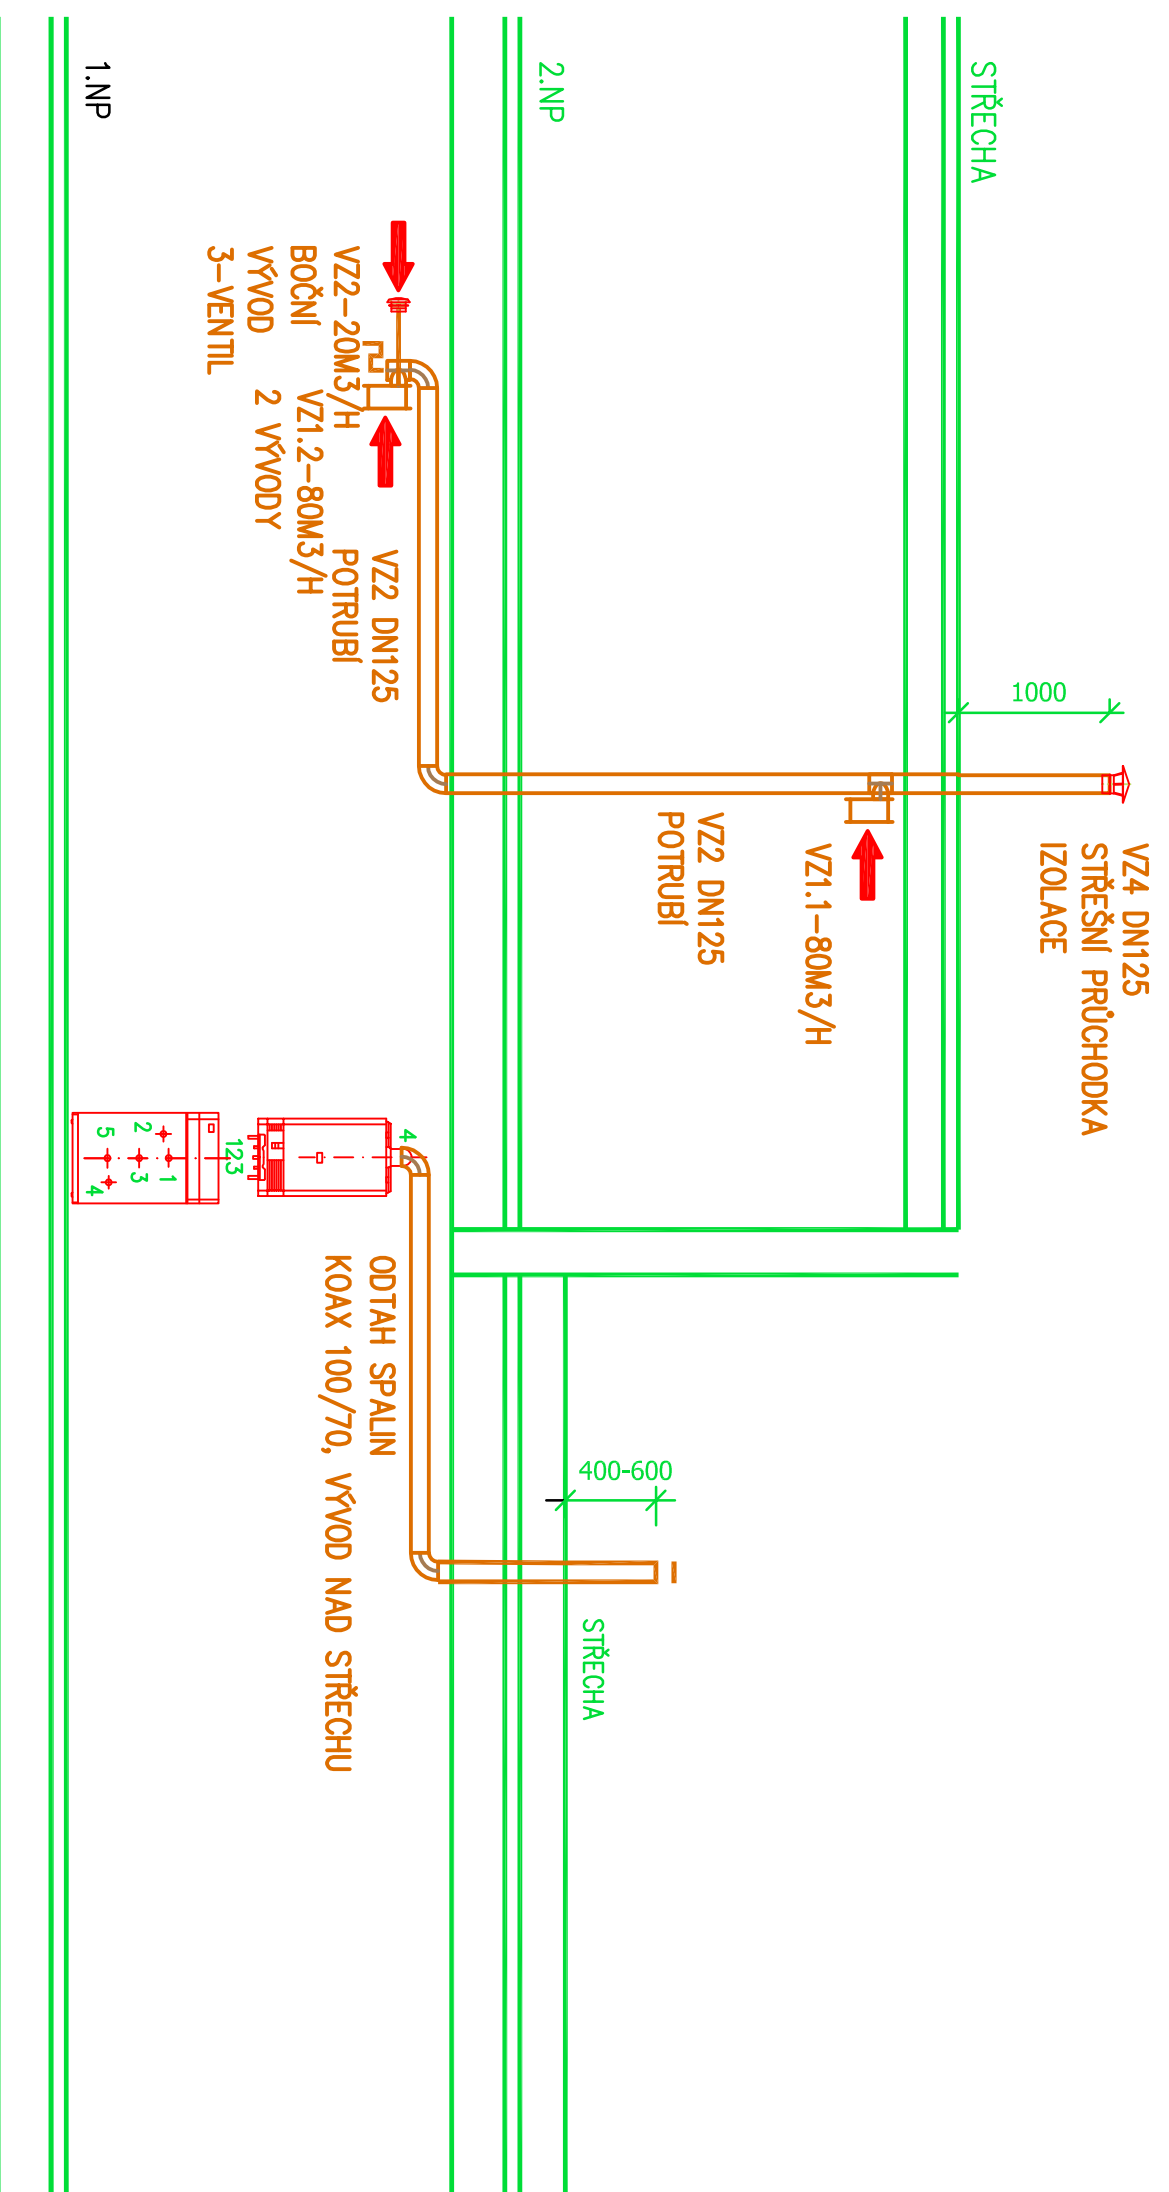 VZ4 DN125
STŘEŠNÍ PRŮCHODKA
IZOLACE
1000
STŘECHA
VZ1.1-80M3/H
VZ2 DN125
POTRUBÍ
400-600
STŘECHA
2.NP
VZ2 DN125
POTRUBÍ
VZ2-20M3/H
BOČNÍ
VÝVOD
3-VENTIL
VZ1.2-80M3/H
2 VÝVODY
ODTAH SPALIN
KOAX 100/70, VÝVOD NAD STŘECHU
4
123
1
2
3
4
5
1.NP